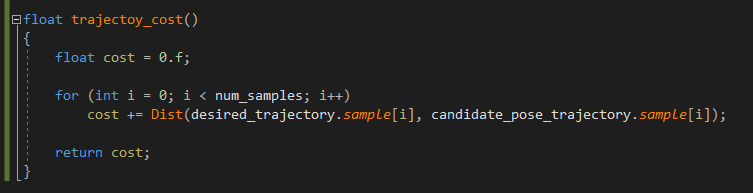 float trajectoy_cost()
{
    float cost = 0.f;
    for (int i = 0; i < num_samples; i++)
        cost += Dist(desired_trajectory.sample[i], candidate_pose_trajectory.sample[i]);
    return cost;
}